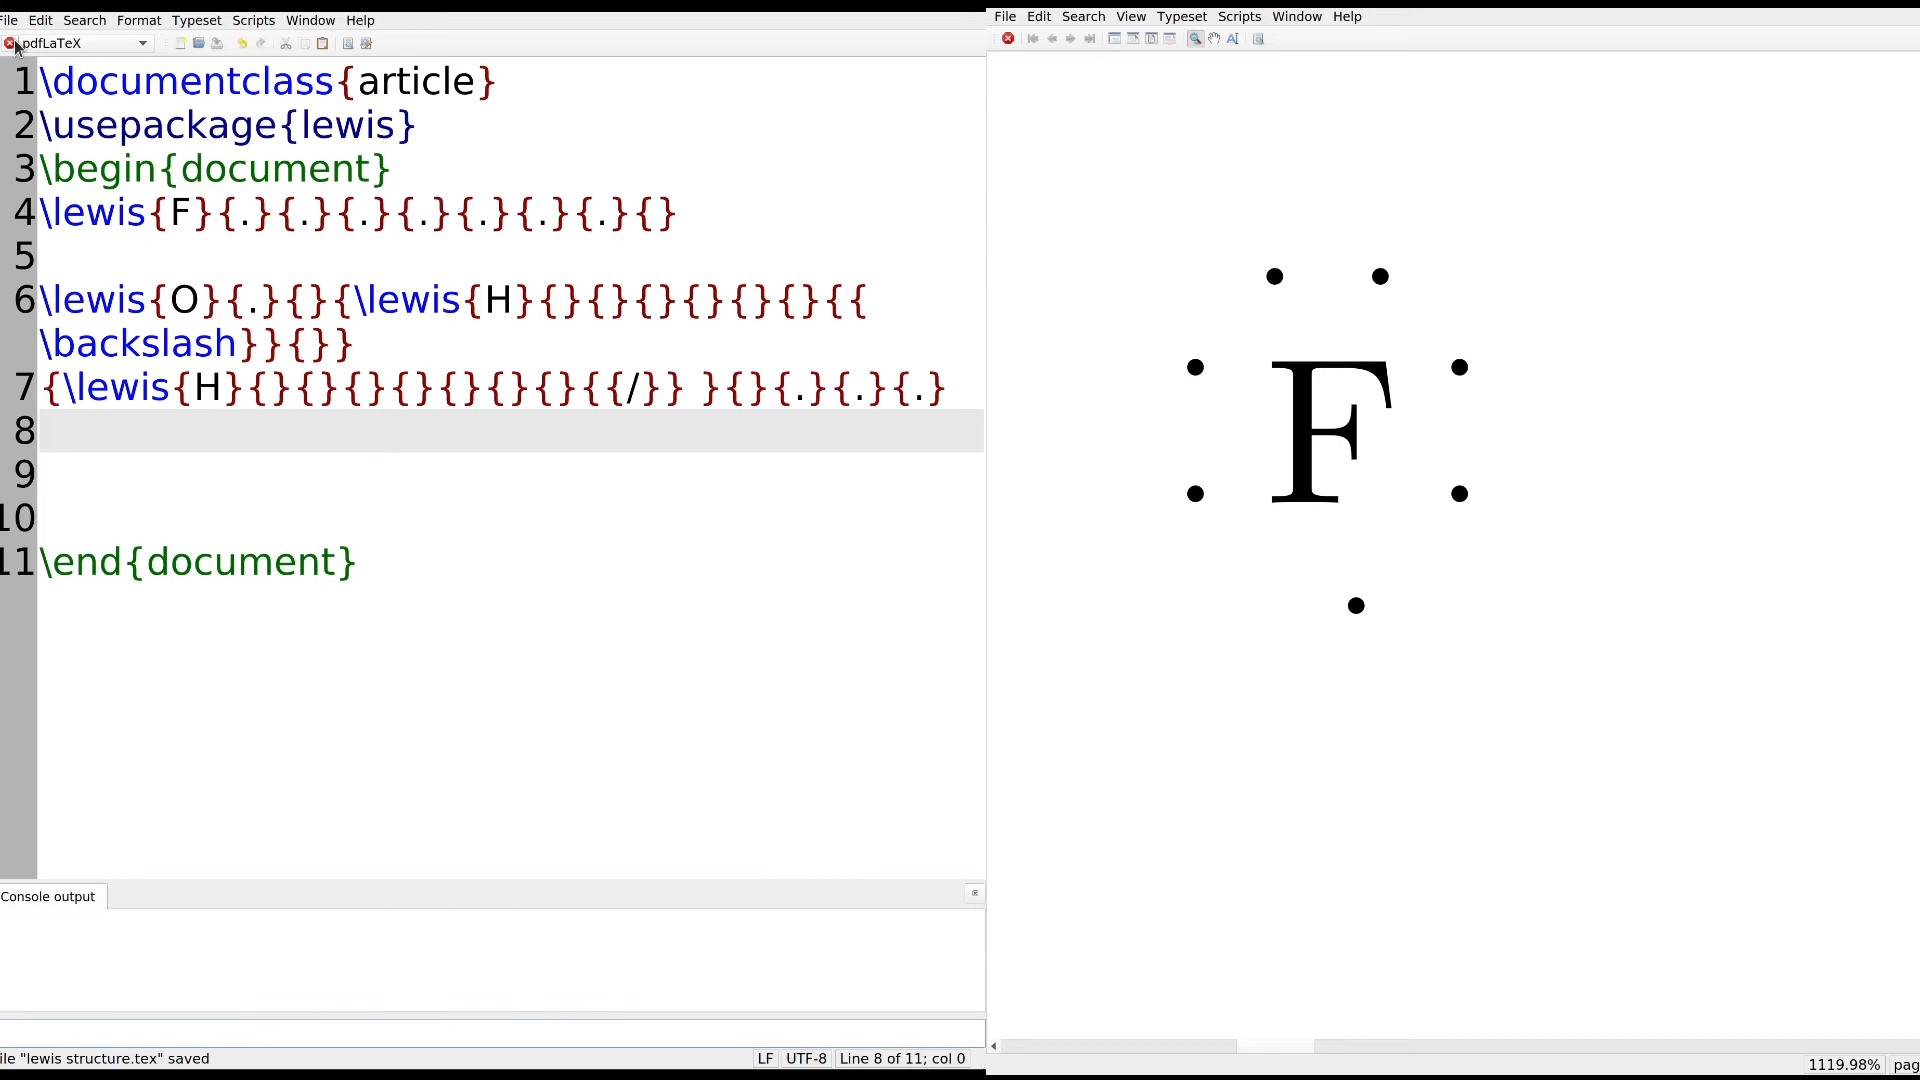 File Edit Search Format Typeset Scripts Window Help
pdfLaTeX
1 \documentclass{article}
2 \usepackage{lewis}
3 \begin{document}
4 \lewis{F}{.}{.}{.}{.}{.}{.}{.}{}
5
6 \lewis{O}{.}{}{\lewis{H}{}{}{}{}{}{}{{
\backslash}}{}}
7 {\lewis{H}{}{}{}{}{}{}{}{{/}} }{}{.}{.}{.}
8
9
10
11 \end{document}
Console output
ile "lewis structure.tex" saved
LF UTF-8 Line 8 of 11; col 0
File Edit Search View Typeset Scripts Window Help
F
1119.98% pag